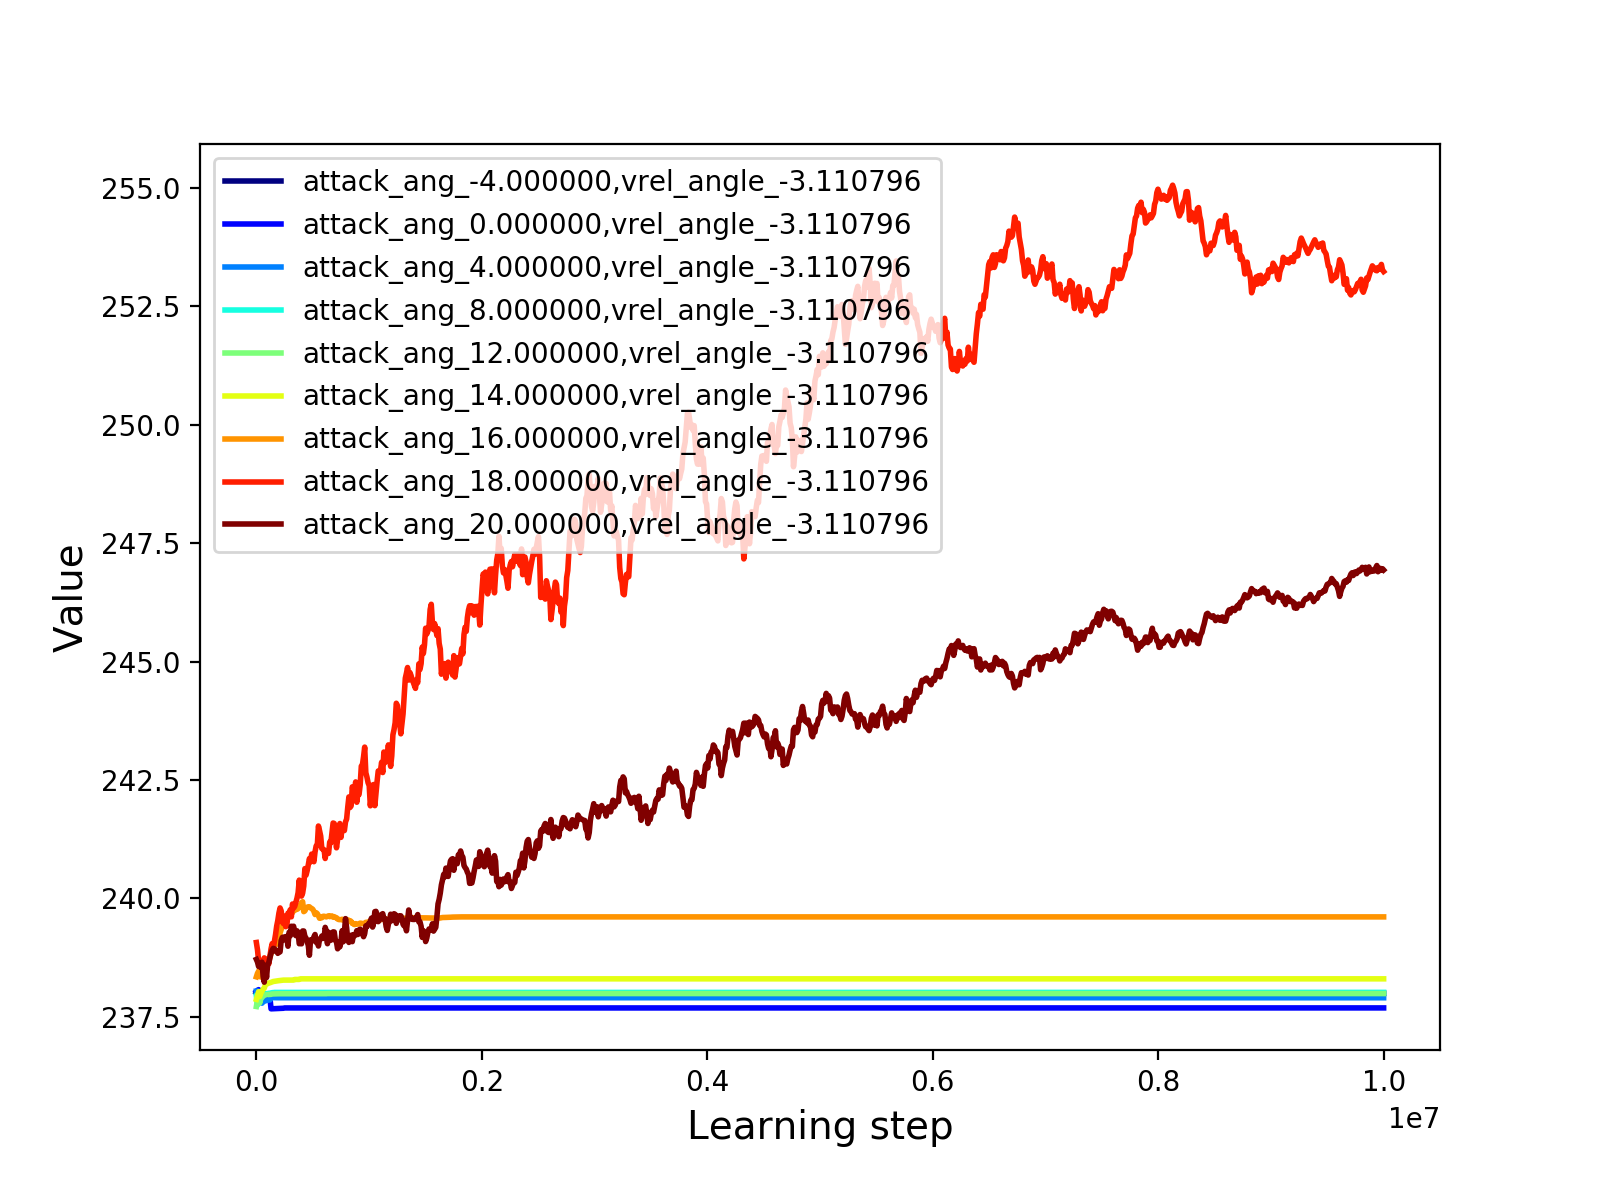 attack_ang_-4.000000,vrel_angle_-3.110796
attack_ang_0.000000,vrel_angle_-3.110796
attack_ang_4.000000,vrel_angle_-3.110796
attack_ang_8.000000,vrel_angle_-3.110796
attack_ang_12.000000,vrel_angle_-3.110796
attack_ang_14.000000,vrel_angle_-3.110796
attack_ang_16.000000,vrel_angle_-3.110796
attack_ang_18.000000,vrel_angle_-3.110796
attack_ang_20.000000,vrel_angle_-3.110796
255.0
252.5
250.0
247.5
245.0
242.5
240.0
237.5
Value
0.0 0.2 0.4 0.6 0.8 1.0
1e7
Learning step